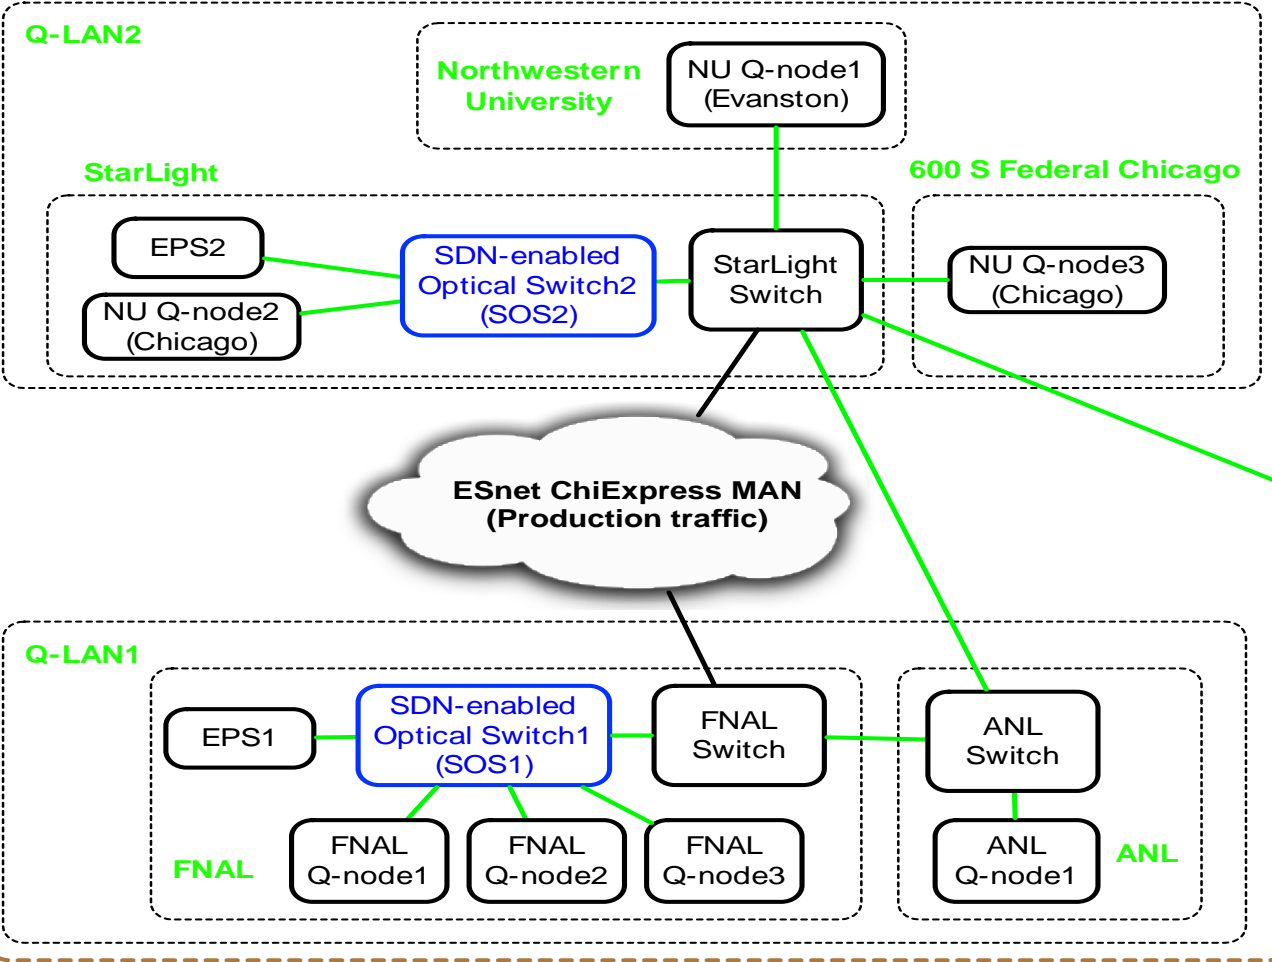 Q-LAN2
Northwestern
University
NU Q-node1
(Evanston)
StarLight
600 S Federal Chicago
EPS2
NU Q-node2
(Chicago)
SDN-enabled
Optical Switch2
(SOS2)
StarLight
Switch
NU Q-node3
(Chicago)
ESnet ChiExpress MAN
(Production traffic)
Q-LAN1
EPS1
SDN-enabled
Optical Switch1
(SOS1)
FNAL
Switch
ANL
Switch
FNAL
FNAL
Q-node1
FNAL
Q-node2
FNAL
Q-node3
ANL
Q-node1
ANL